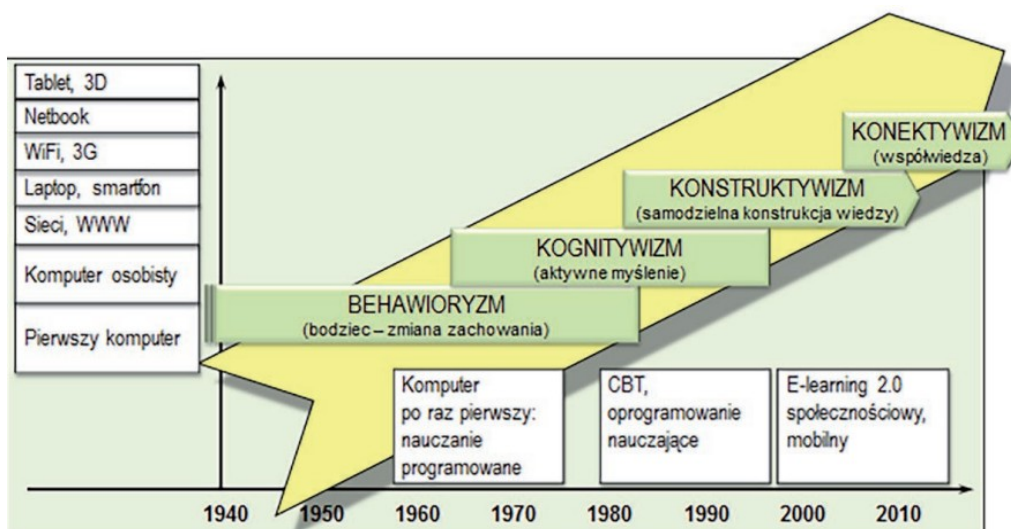 Tablet, 3D
Netbook
WiFi, 3G
Laptop, smartfon
Sieci, WWW
Komputer osobisty
Pierwszy komputer
KONEKTYWIZM
(współwiedza)
KONSTRUKTYWIZM
(samodzielna konstrukcja wiedzy)
KOGNITYWIZM
(aktywne myślenie)
BEHAWIORYZM
(bodziec – zmiana zachowania)
Komputer
po raz pierwszy:
nauczanie
programowane
CBT,
oprogramowanie
nauczające
E-learning 2.0
społecznościowy,
mobilny
1940 1950 1960 1970 1980 1990 2000 2010